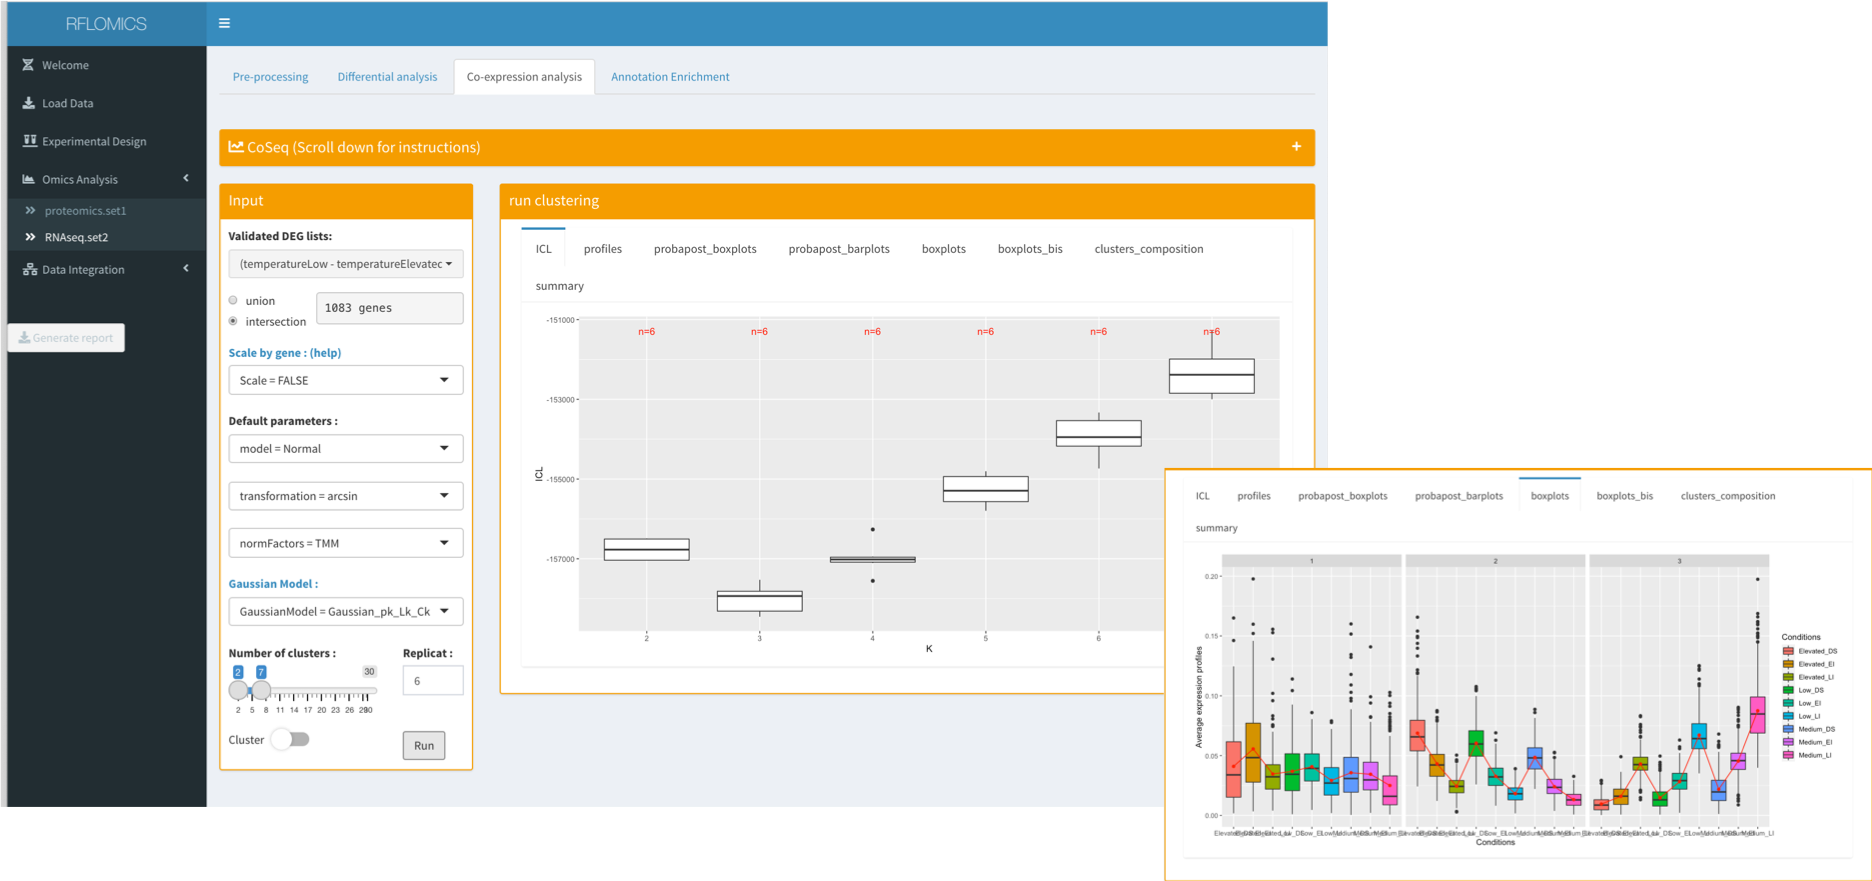 RFLOMICS
Welcome
Load Data
Experimental Design
Omics Analysis
proteomics.set1
RNAseq.set2
Data Integration
Generate report
Pre-processing
Differential analysis
Co-expression analysis
Annotation Enrichment
CoSeq (Scroll down for instructions)
+
Input
Validated DEG lists:
(temperatureLow - temperatureElevatec
union
intersection
1083 genes
Scale by gene : (help)
Scale = FALSE
Default parameters :
model = Normal
transformation = arcsin
normFactors = TMM
Gaussian Model :
GaussianModel = Gaussian_pk_Lk_Ck
Number of clusters :
2 7 30
2 5 8 11 14 17 20 23 26
Replicat :
6
Cluster
Run
run clustering
ICL profiles probapost_boxplots probapost_barplots boxplots boxplots_bis clusters_composition
summary
-151000
-153000
-155000
-157000
n=6 n=6 n=6 n=6 n=6 n=6
ICL
2 3 4 5 6
K
ICL profiles probapost_boxplots probapost_barplots boxplots boxplots_bis clusters_composition
summary
1 2 3
0.20
0.15
0.10
0.05
0.00
Average expression profiles
Conditions
Conditions
Elevated_DS
Elevated_EI
Elevated_LI
Low_DS
Low_EI
Low_LI
Medium_DS
Medium_EI
Medium_LI